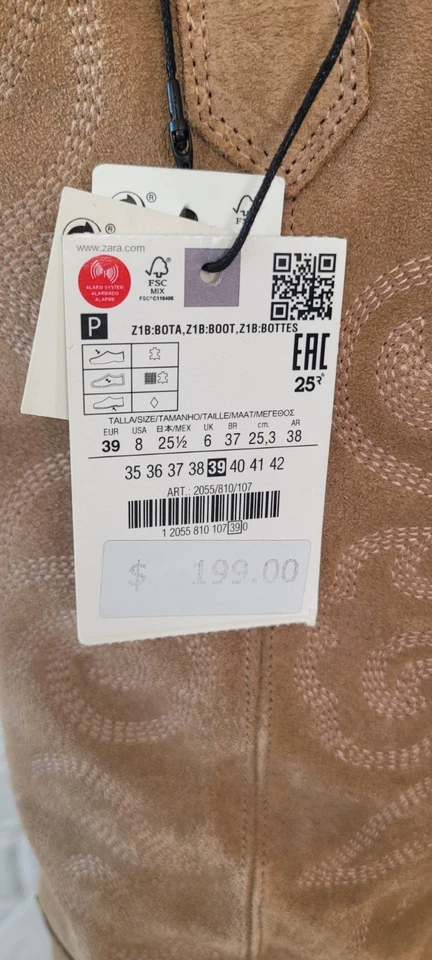 ®
®
FSC
www.zara.com
ALARM SYSTEM
ALARMADO
ALARME
FSC
MIX
FSC® C116406
P
Z1B:BOTA,Z1B:BOOT,Z1B:BOTTES
EAC
25
TALLA/SIZE/TAMANHO/TAILLE/MAAT/ΜΕΓΕΘΟΣ
EUR USA 日本/MEX UK BR cm. AR
39 8 25½ 6 37 25,3 38
35 36 37 38 39 40 41 42
ART.: 2055/810/107
1 2055 810 107 39 0
$ 199.00